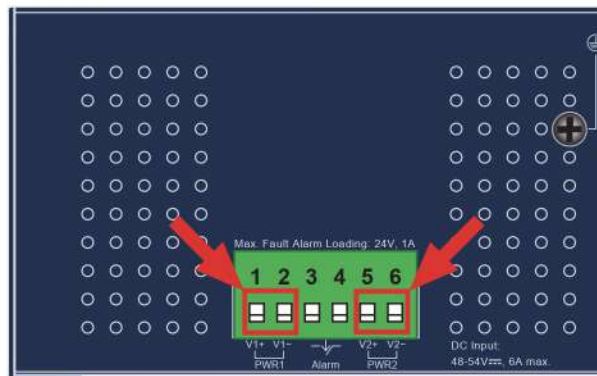 Max. Fault Alarm Loading: 24V, 1A
1 2 3 4 5 6
V1+ V1- V2+ V2-
PWR1 Alarm PWR2
DC Input:
48-54V⎓, 6A max.